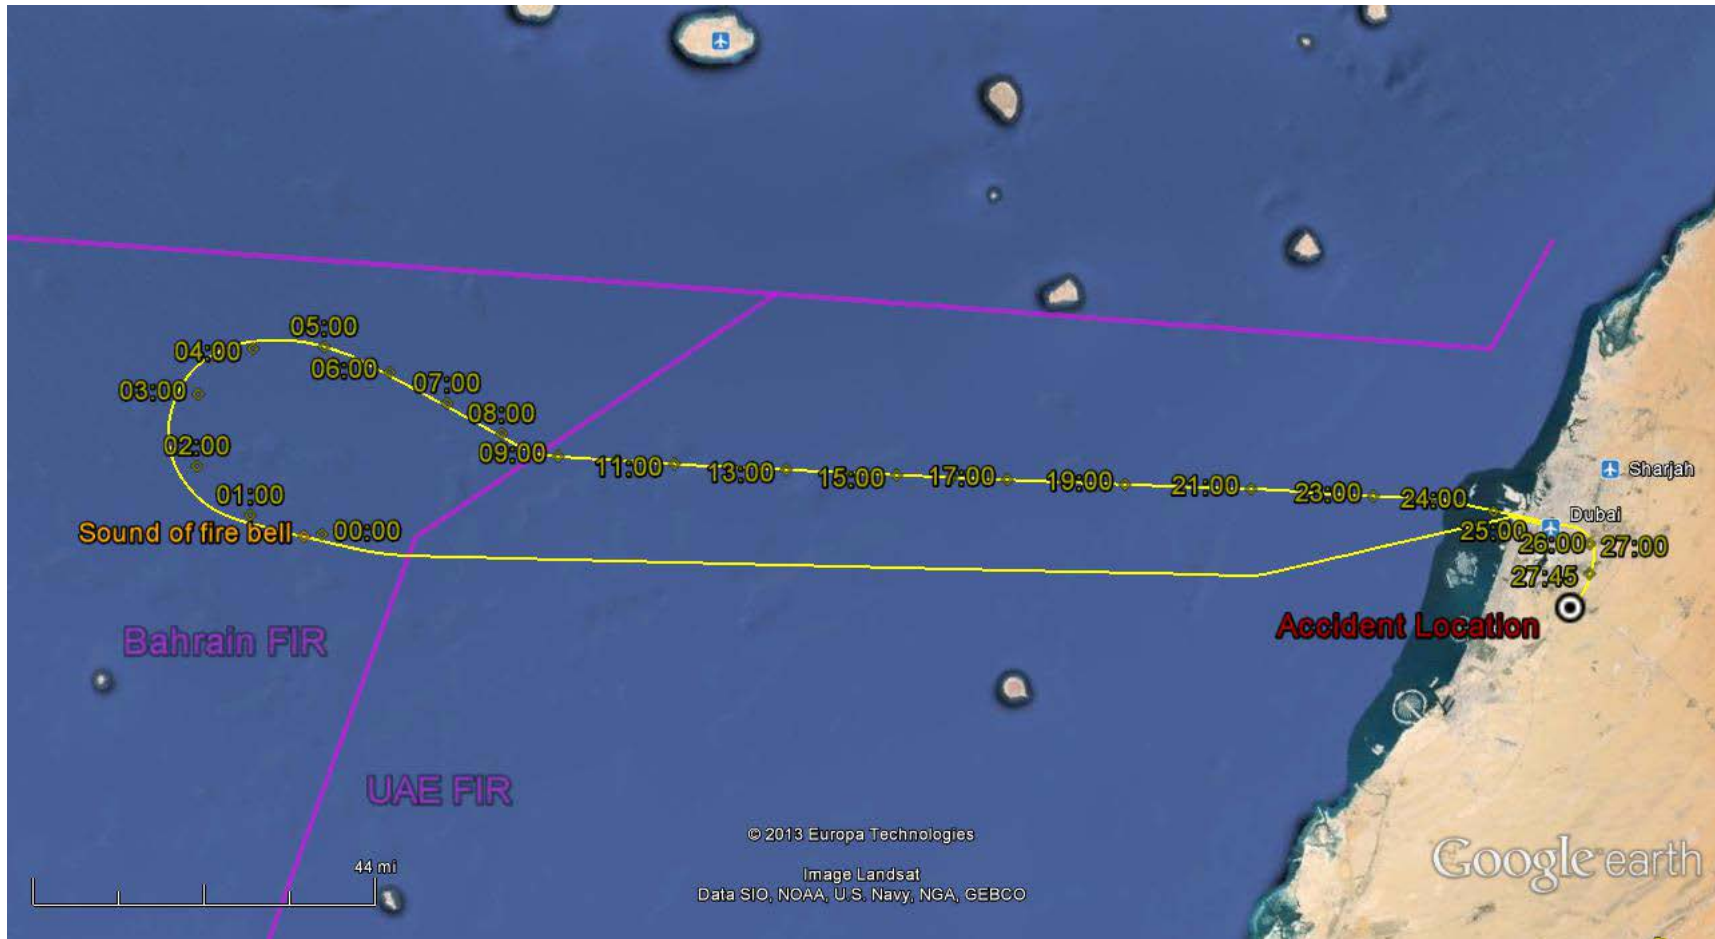 05:00
04:00
06:00
07:00
03:00
08:00
02:00
09:00
11:00
13:00
15:00
17:00
19:00
21:00
23:00
24:00
Sharjah
01:00
Dubai
Sound of fire bell
00:00
25:00
26:00
27:00
27:45
Accident Location
Bahrain FIR
UAE FIR
© 2013 Europa Technologies
Image Landsat
Data SIO, NOAA, U.S. Navy, NGA, GEBCO
44 mi
Google earth